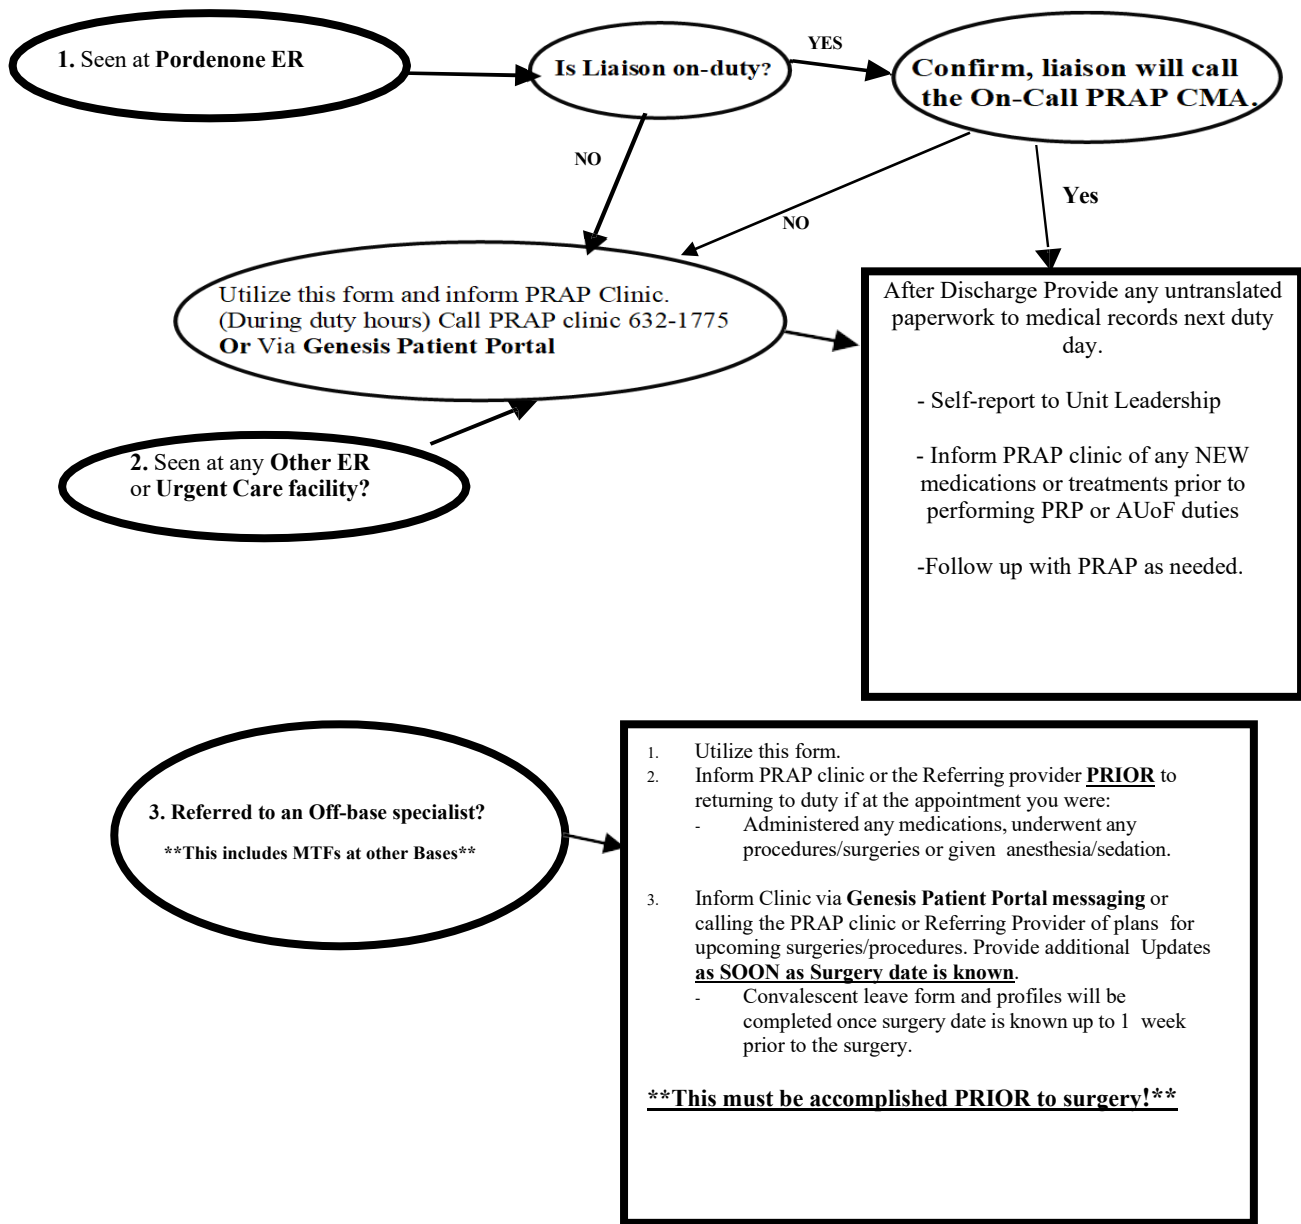 1. Seen at Pordenone ER
Is Liaison on-duty?
YES
Confirm, liaison will call
the On-Call PRAP CMA.
NO
NO
Yes
Utilize this form and inform PRAP Clinic.
(During duty hours) Call PRAP clinic 632-1775
Or Via Genesis Patient Portal
After Discharge Provide any untranslated
paperwork to medical records next duty
day.
- Self-report to Unit Leadership
- Inform PRAP clinic of any NEW
medications or treatments prior to
performing PRP or AUoF duties
-Follow up with PRAP as needed.
2. Seen at any Other ER
or Urgent Care facility?
3. Referred to an Off-base specialist?
**This includes MTFs at other Bases**
1. Utilize this form.
2. Inform PRAP clinic or the Referring provider PRIOR to
returning to duty if at the appointment you were:
- Administered any medications, underwent any
procedures/surgeries or given anesthesia/sedation.
3. Inform Clinic via Genesis Patient Portal messaging or
calling the PRAP clinic or Referring Provider of plans for
upcoming surgeries/procedures. Provide additional Updates
as SOON as Surgery date is known.
- Convalescent leave form and profiles will be
completed once surgery date is known up to 1 week
prior to the surgery.
**This must be accomplished PRIOR to surgery!**